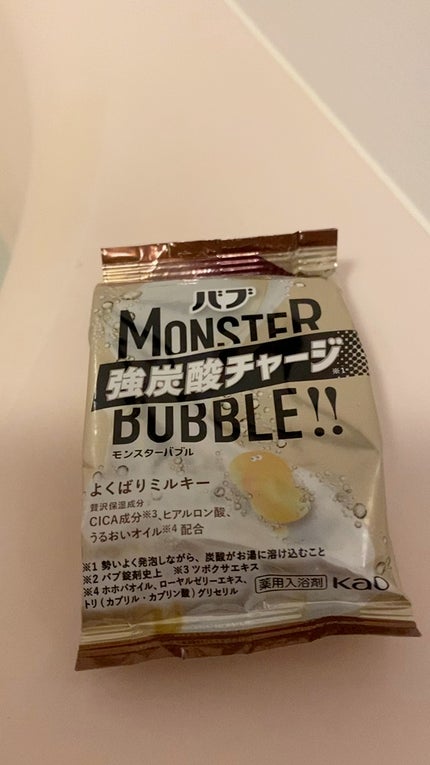 バブ
MONSTER
強炭酸チャージ※1
BUBBLE!!
モンスターバブル
よくばりミルキー
贅沢保湿成分
CICA成分※3、ヒアルロン酸、
うるおいオイル※4 配合
※1 勢いよく発泡しながら、炭酸がお湯に溶け込むこと
※2 バブ錠剤史上 ※3 ツボクサエキス
※4 ホホバオイル、ローヤルゼリーエキス、
トリ(カプリル・カプリン酸)グリセリル
薬用入浴剤 Kao